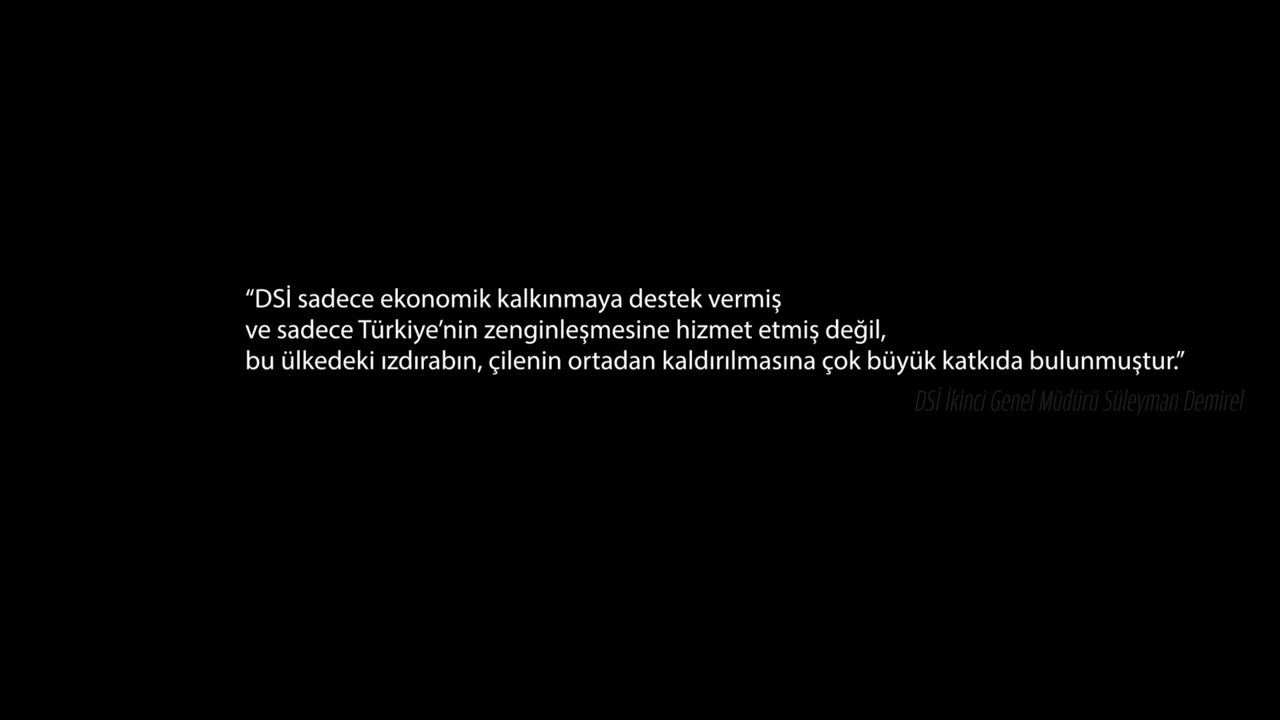 “DSİ sadece ekonomik kalkınmaya destek vermiş
ve sadece Türkiye’nin zenginleşmesine hizmet etmiş değil,
bu ülkedeki ızdırabın, çilenin ortadan kaldırılmasına çok büyük katkıda bulunmuştur.”
DSİ İkinci Genel Müdürü Süleyman Demirel